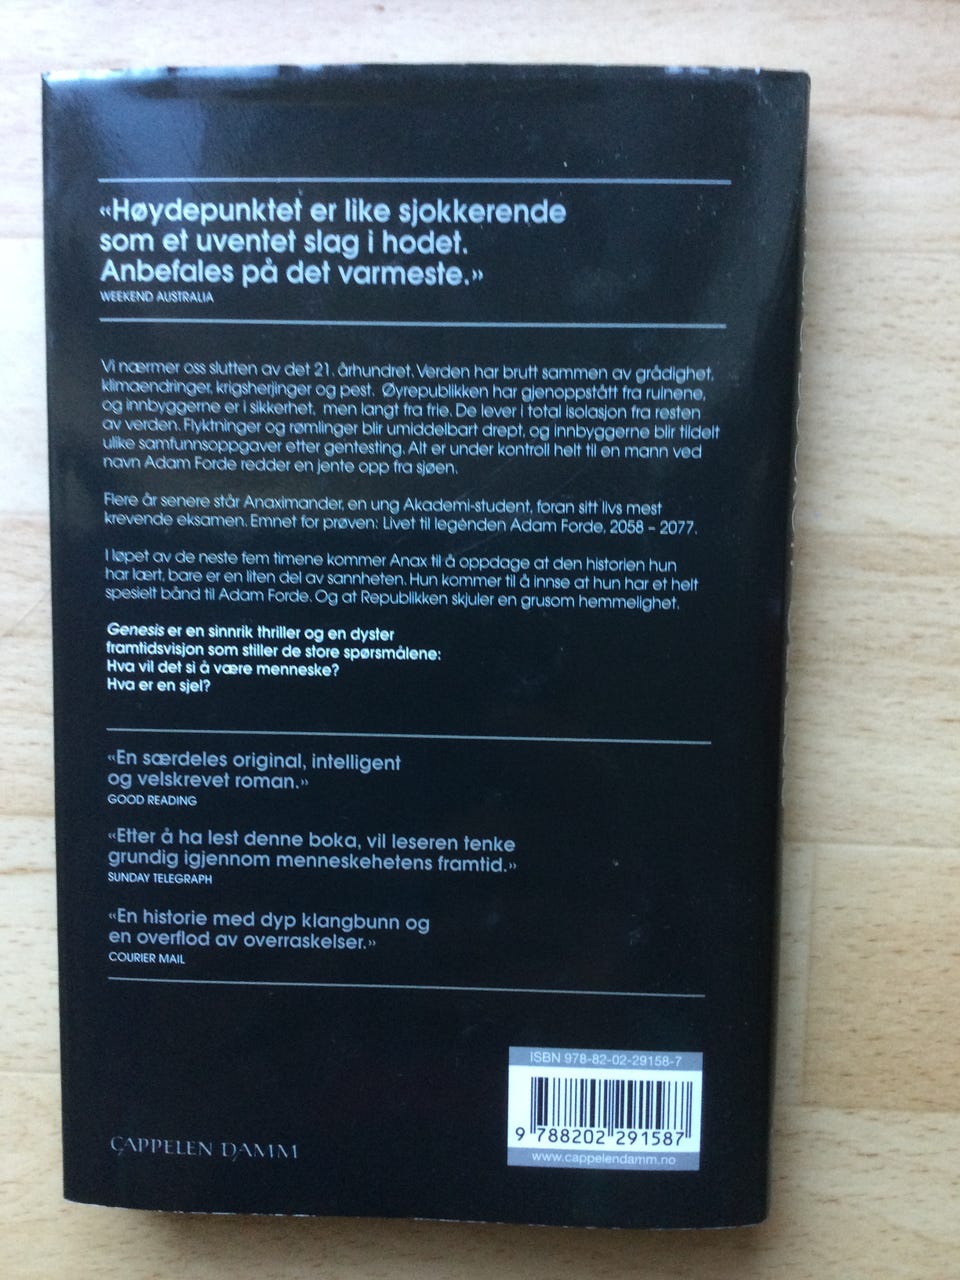 «Høydepunktet er like sjokkerende
som et uventet slag i hodet.
Anbefales på det varmeste.»
WEEKEND AUSTRALIA
Vi nærmer oss slutten av det 21. århundret. Verden har brutt sammen av grådighet,
klimaendringer, krigsherjinger og pest. Øyrepublikken har gjenoppstått fra ruinene,
og innbyggerne er i sikkerhet, men langt fra frie. De lever i total isolasjon fra resten
av verden. Flyktninger og rømlinger blir umiddelbart drept, og innbyggerne blir tildelt
ulike samfunnsoppgaver etter gentesting. Alt er under kontroll helt til en mann ved
navn Adam Forde redder en jente opp fra sjøen.
Flere år senere står Anaximander, en ung Akademi-student, foran sitt livs mest
krevende eksamen. Emnet for prøven: Livet til legenden Adam Forde, 2058 – 2077.
I løpet av de neste fem timene kommer Anax til å oppdage at den historien hun
har lært, bare er en liten del av sannheten. Hun kommer til å innse at hun har et helt
spesielt bånd til Adam Forde. Og at Republikken skjuler en grusom hemmelighet.
Genesis er en sinnrik thriller og en dyster
framtidsvisjon som stiller de store spørsmålene:
Hva vil det si å være menneske?
Hva er en sjel?
«En særdeles original, intelligent
og velskrevet roman.»
GOOD READING
«Etter å ha lest denne boka, vil leseren tenke
grundig igjennom menneskehetens framtid.»
SUNDAY TELEGRAPH
«En historie med dyp klangbunn og
en overflod av overraskelser.»
COURIER MAIL
ISBN 978-82-02-29158-7
9 788202 291587
www.cappelendamm.no
CAPPELEN DAMM